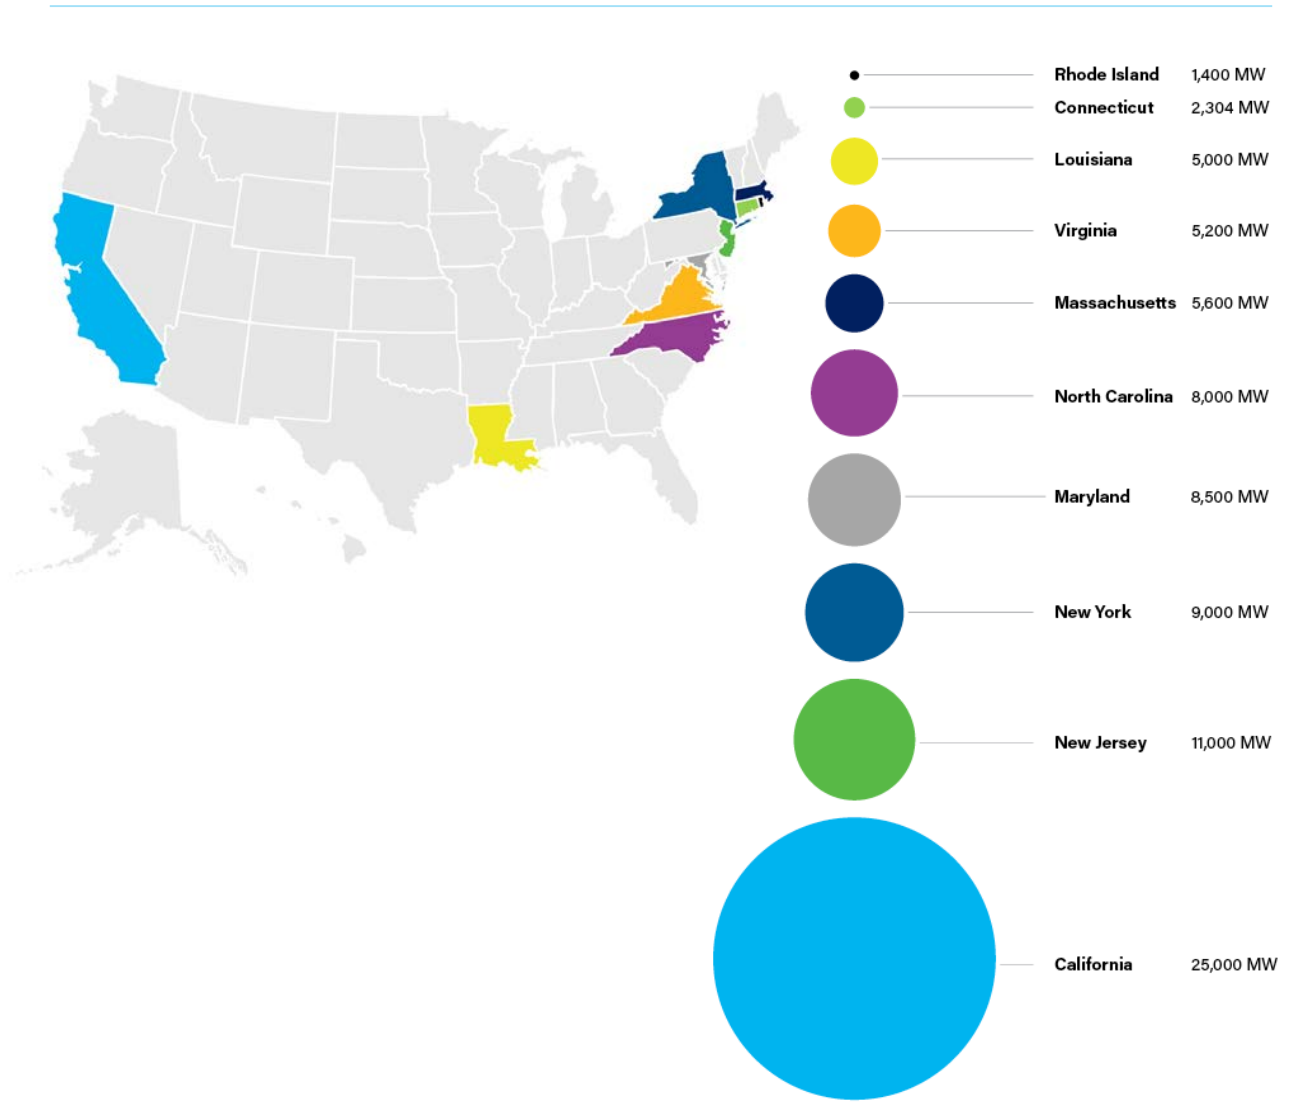 Rhode Island 1,400 MW
Connecticut 2,304 MW
Louisiana 5,000 MW
Virginia 5,200 MW
Massachusetts 5,600 MW
North Carolina 8,000 MW
Maryland 8,500 MW
New York 9,000 MW
New Jersey 11,000 MW
California 25,000 MW